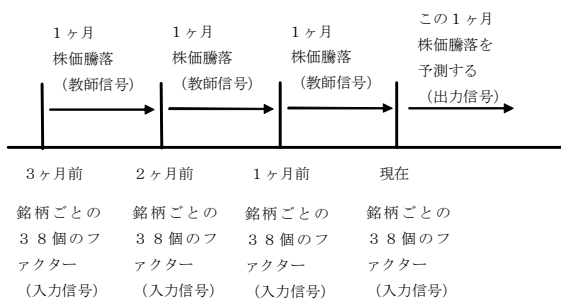 １ヶ月
株価騰落
（教師信号）
１ヶ月
株価騰落
（教師信号）
１ヶ月
株価騰落
（教師信号）
この１ヶ月
株価騰落を
予測する
（出力信号）
３ヶ月前
２ヶ月前
１ヶ月前
現在
銘柄ごとの
３８個のフ
ァクター
（入力信号）
銘柄ごとの
３８個のフ
ァクター
（入力信号）
銘柄ごとの
３８個のフ
ァクター
（入力信号）
銘柄ごとの
３８個のフ
ァクター
（入力信号）